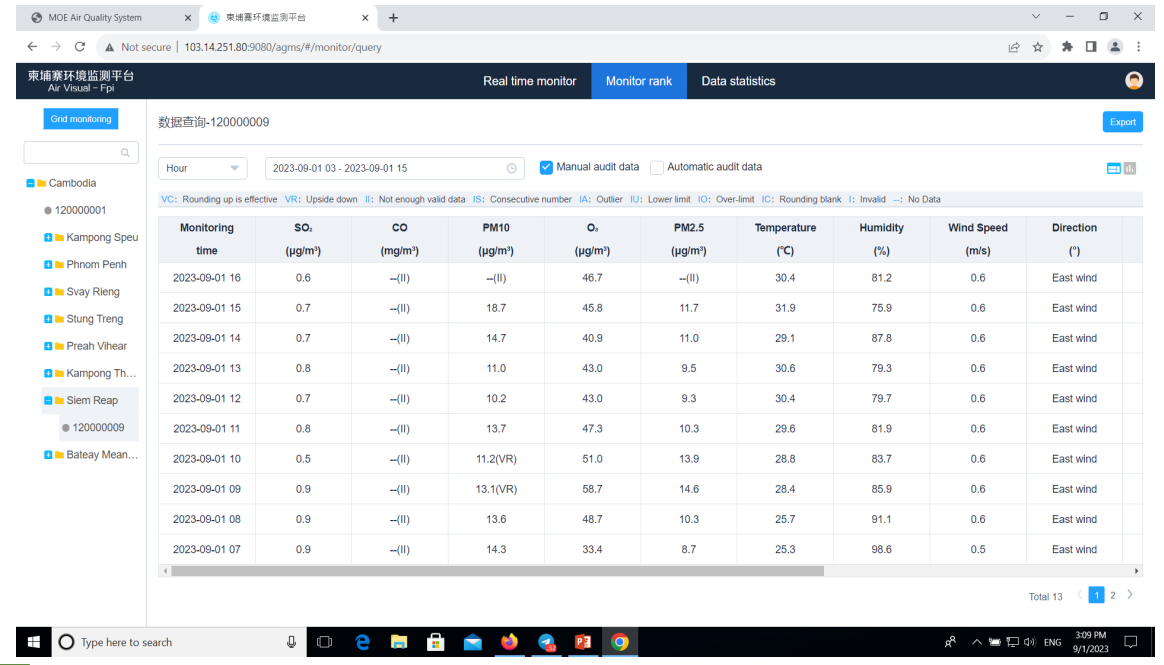 MOE Air Quality System
柬埔寨环境监测平台
Not secure | 103.14.251.80:9080/agms/#/monitor/query
柬埔寨环境监测平台
Air Visual - Fpi
Real time monitor Monitor rank Data statistics
Grid monitoring
Cambodia
120000001
Kampong Speu
Phnom Penh
Svay Rieng
Stung Treng
Preah Vihear
Kampong Th...
Siem Reap
120000009
Bateay Mean...
数据查询-120000009
Export
Hour 2023-09-01 03 - 2023-09-01 15 Manual audit data Automatic audit data
VC: Rounding up is effective VR: Upside down II: Not enough valid data IS: Consecutive number IA: Outlier IU: Lower limit IO: Over-limit IC: Rounding blank I: Invalid --: No Data
Monitoring SO₂ CO PM10 O₃ PM2.5 Temperature Humidity Wind Speed Direction
time (μg/m³) (mg/m³) (μg/m³) (μg/m³) (μg/m³) (℃) (%) (m/s) (°)
2023-09-01 16 0.6 --(II) --(II) 46.7 --(II) 30.4 81.2 0.6 East wind
2023-09-01 15 0.7 --(II) 18.7 45.8 11.7 31.9 75.9 0.6 East wind
2023-09-01 14 0.7 --(II) 14.7 40.9 11.0 29.1 87.8 0.6 East wind
2023-09-01 13 0.8 --(II) 11.0 43.0 9.5 30.6 79.3 0.6 East wind
2023-09-01 12 0.7 --(II) 10.2 43.0 9.3 30.4 79.7 0.6 East wind
2023-09-01 11 0.8 --(II) 13.7 47.3 10.3 29.6 81.9 0.6 East wind
2023-09-01 10 0.5 --(II) 11.2(VR) 51.0 13.9 28.8 83.7 0.6 East wind
2023-09-01 09 0.9 --(II) 13.1(VR) 58.7 14.6 28.4 85.9 0.6 East wind
2023-09-01 08 0.9 --(II) 13.6 48.7 10.3 25.7 91.1 0.6 East wind
2023-09-01 07 0.9 --(II) 14.3 33.4 8.7 25.3 98.6 0.5 East wind
Total 13 1 2
Type here to search
ENG
3:09 PM
9/1/2023